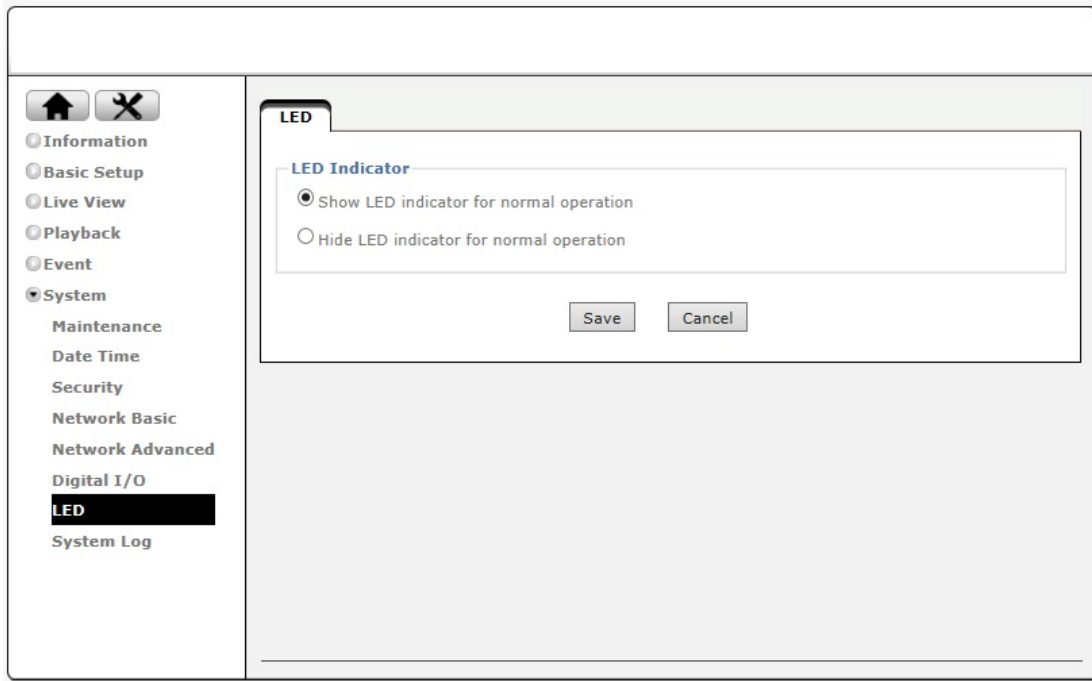 Information
Basic Setup
Live View
Playback
Event
System
Maintenance
Date Time
Security
Network Basic
Network Advanced
Digital I/O
LED
System Log
LED
LED Indicator
Show LED indicator for normal operation
Hide LED indicator for normal operation
Save Cancel